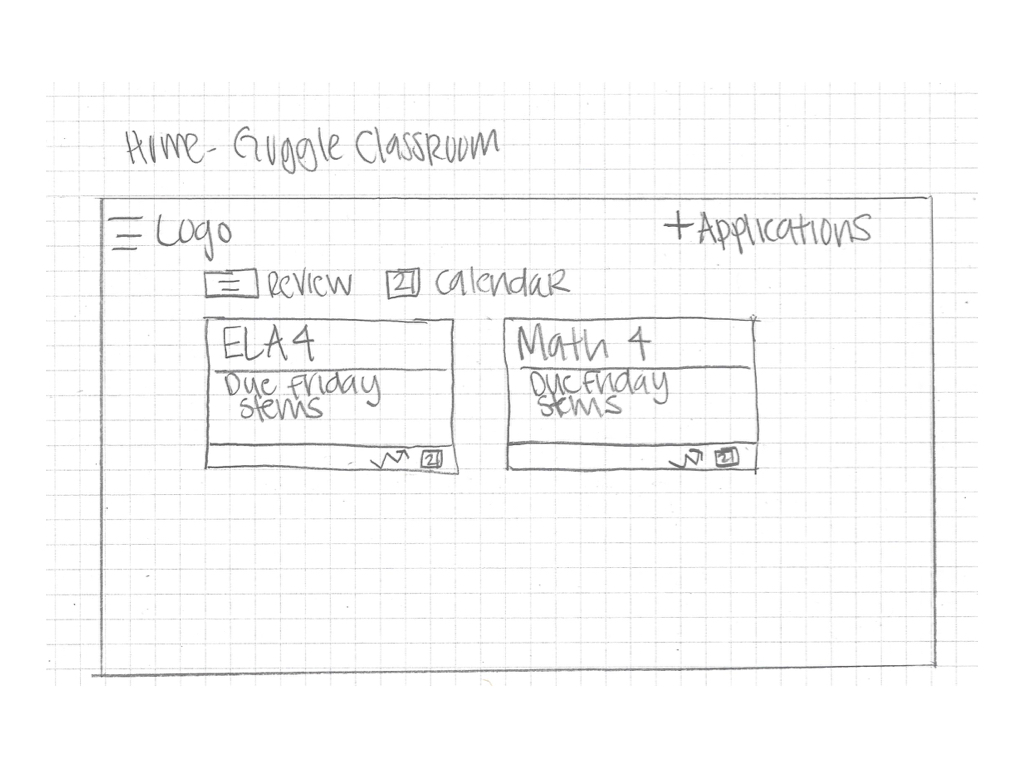 Home - Google Classroom
Logo
+ Applications
Review
21 Calendar
ELA 4
Due Friday
stems
21
Math 4
Due Friday
stems
21